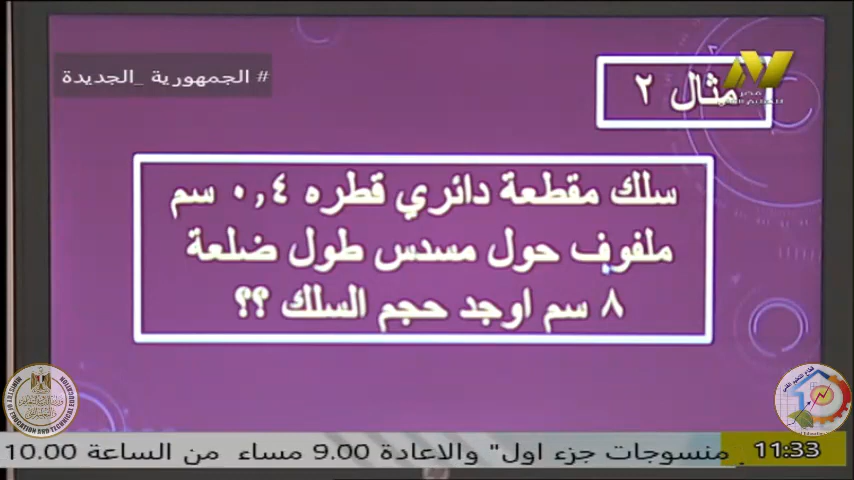 # الجمهورية _الجديدة
مثال ٢
سلك مقطعة دائري قطره ٠,٤ سم
ملفوف حول مسدس طول ضلعة
٨ سم اوجد حجم السلك ؟؟
منسوجات جزء اول" والاعادة 9.00 مساء من الساعة 10.00
11:33